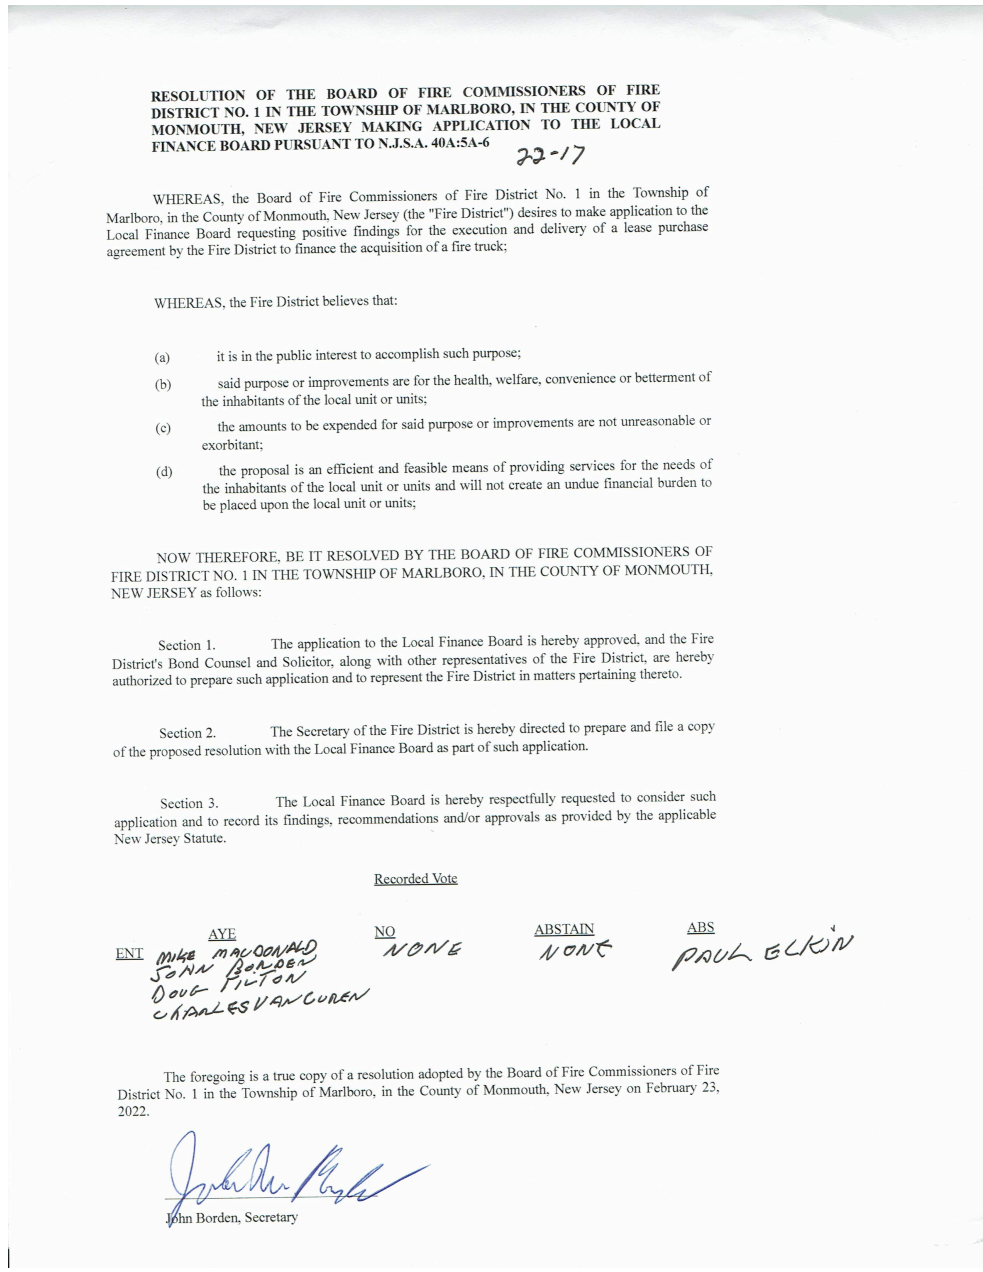 RESOLUTION OF THE BOARD OF FIRE COMMISSIONERS OF FIRE
DISTRICT NO. 1 IN THE TOWNSHIP OF MARLBORO, IN THE COUNTY OF
MONMOUTH, NEW JERSEY MAKING APPLICATION TO THE LOCAL
FINANCE BOARD PURSUANT TO N.J.S.A. 40A:5A-6
22-17
WHEREAS, the Board of Fire Commissioners of Fire District No. 1 in the Township of
Marlboro, in the County of Monmouth, New Jersey (the "Fire District") desires to make application to the
Local Finance Board requesting positive findings for the execution and delivery of a lease purchase
agreement by the Fire District to finance the acquisition of a fire truck;
WHEREAS, the Fire District believes that:
(a) it is in the public interest to accomplish such purpose;
(b) said purpose or improvements are for the health, welfare, convenience or betterment of
the inhabitants of the local unit or units;
(c) the amounts to be expended for said purpose or improvements are not unreasonable or
exorbitant;
(d) the proposal is an efficient and feasible means of providing services for the needs of
the inhabitants of the local unit or units and will not create an undue financial burden to
be placed upon the local unit or units;
NOW THEREFORE, BE IT RESOLVED BY THE BOARD OF FIRE COMMISSIONERS OF
FIRE DISTRICT NO. 1 IN THE TOWNSHIP OF MARLBORO, IN THE COUNTY OF MONMOUTH,
NEW JERSEY as follows:
Section 1. The application to the Local Finance Board is hereby approved, and the Fire
District's Bond Counsel and Solicitor, along with other representatives of the Fire District, are hereby
authorized to prepare such application and to represent the Fire District in matters pertaining thereto.
Section 2. The Secretary of the Fire District is hereby directed to prepare and file a copy
of the proposed resolution with the Local Finance Board as part of such application.
Section 3. The Local Finance Board is hereby respectfully requested to consider such
application and to record its findings, recommendations and/or approvals as provided by the applicable
New Jersey Statute.
Recorded Vote
AYE NO ABSTAIN ABS
ENT MIKE MACDONALD NONE NONE PAUL ELKIN
JOHN BORDEN
DOUG TILTON
CHARLES VAN CUREN
The foregoing is a true copy of a resolution adopted by the Board of Fire Commissioners of Fire
District No. 1 in the Township of Marlboro, in the County of Monmouth, New Jersey on February 23,
2022.
John Borden, Secretary